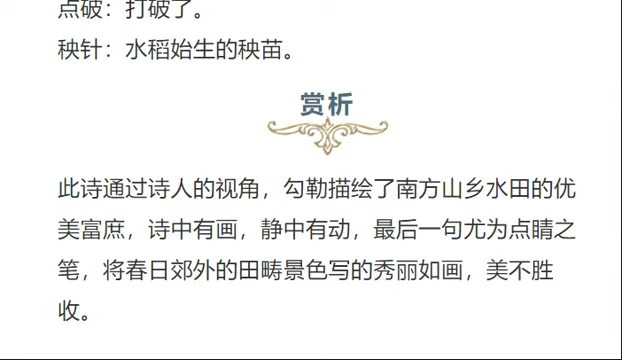 点破：打破了。
秧针：水稻始生的秧苗。
赏析
此诗通过诗人的视角，勾勒描绘了南方山乡水田的优
美富庶，诗中有画，静中有动，最后一句尤为点睛之
笔，将春日郊外的田畴景色写的秀丽如画，美不胜
收。